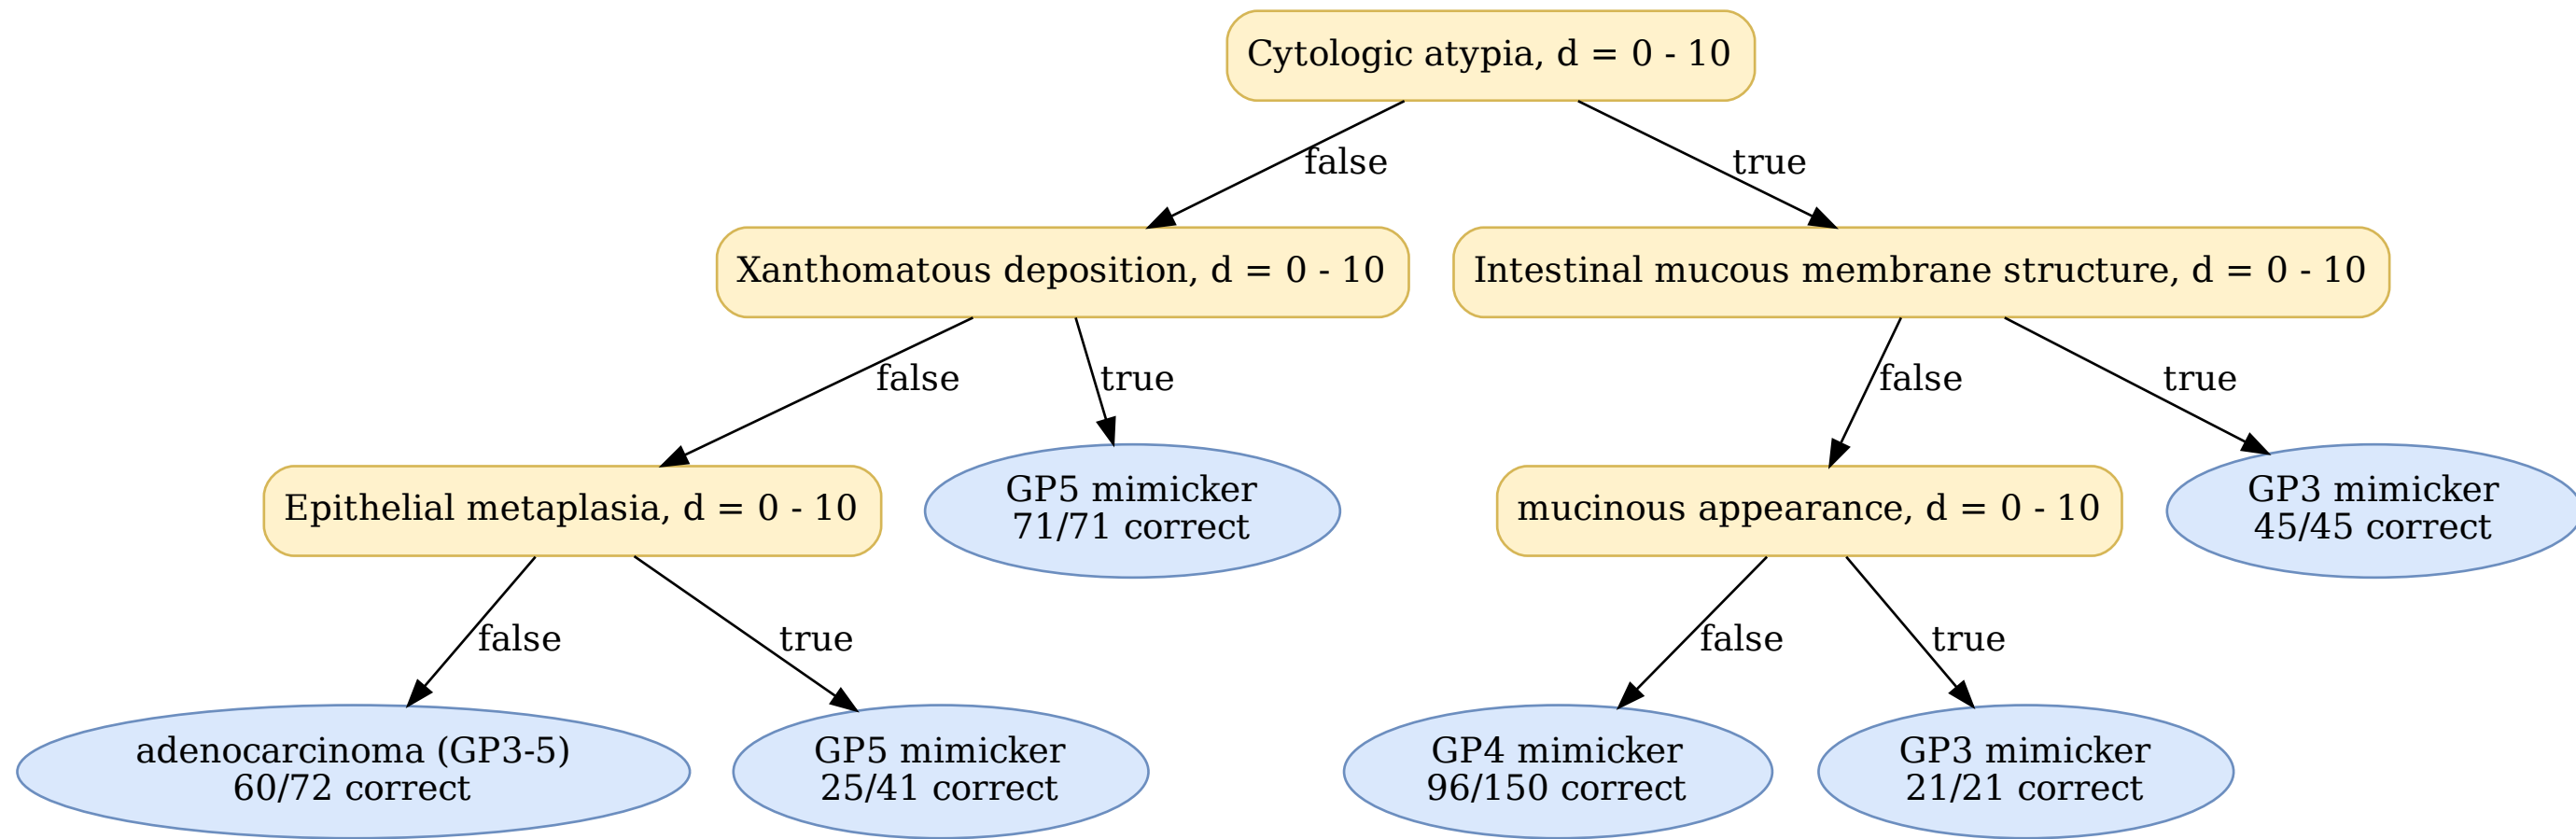 Cytologic atypia, d = 0 - 10
false
true
Xanthomatous deposition, d = 0 - 10
Intestinal mucous membrane structure, d = 0 - 10
false
true
false
true
Epithelial metaplasia, d = 0 - 10
GP5 mimicker
71/71 correct
mucinous appearance, d = 0 - 10
GP3 mimicker
45/45 correct
false
true
false
true
adenocarcinoma (GP3-5)
60/72 correct
GP5 mimicker
25/41 correct
GP4 mimicker
96/150 correct
GP3 mimicker
21/21 correct